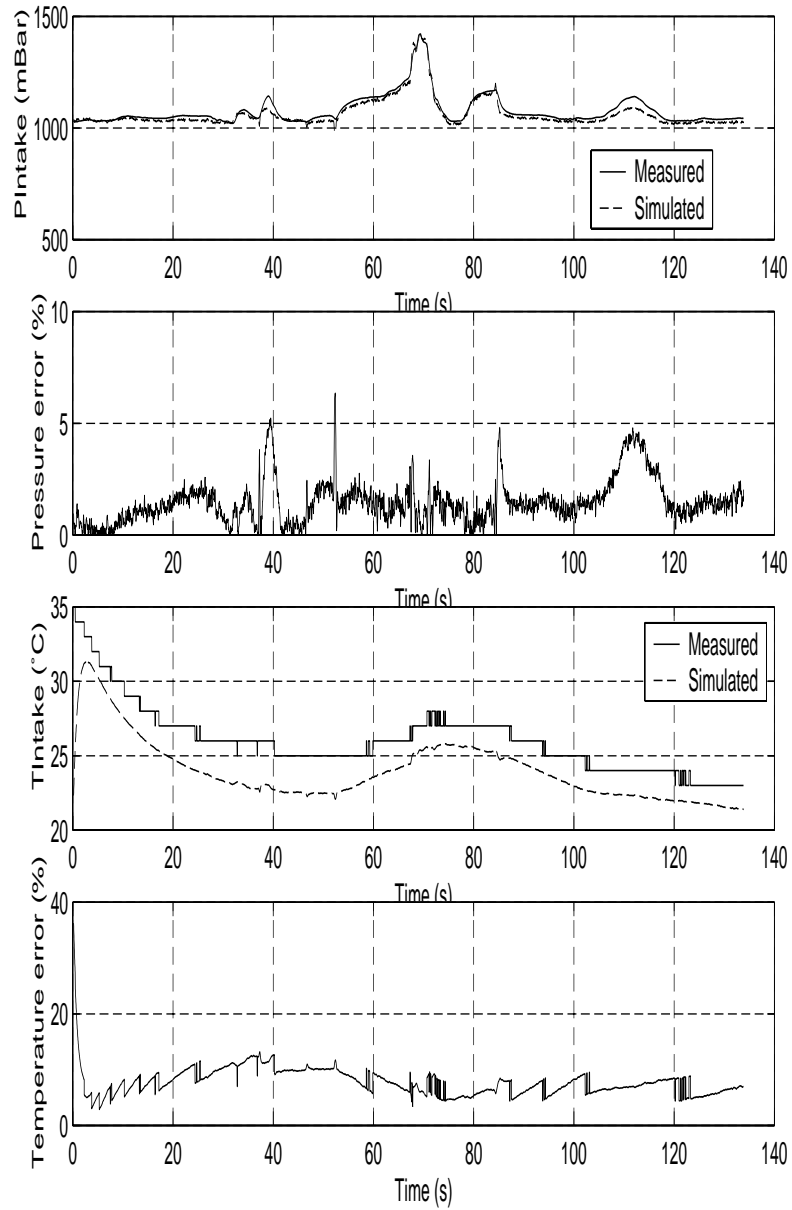 PIntake (mBar)
1500
1000
500
Measured
Simulated
0 20 40 60 80 100 120 140
Time (s)
Pressure error (%)
10
5
0
0 20 40 60 80 100 120 140
Time (s)
TIntake (°C)
35
30
25
20
Measured
Simulated
0 20 40 60 80 100 120 140
Time (s)
Temperature error (%)
40
20
0
0 20 40 60 80 100 120 140
Time (s)